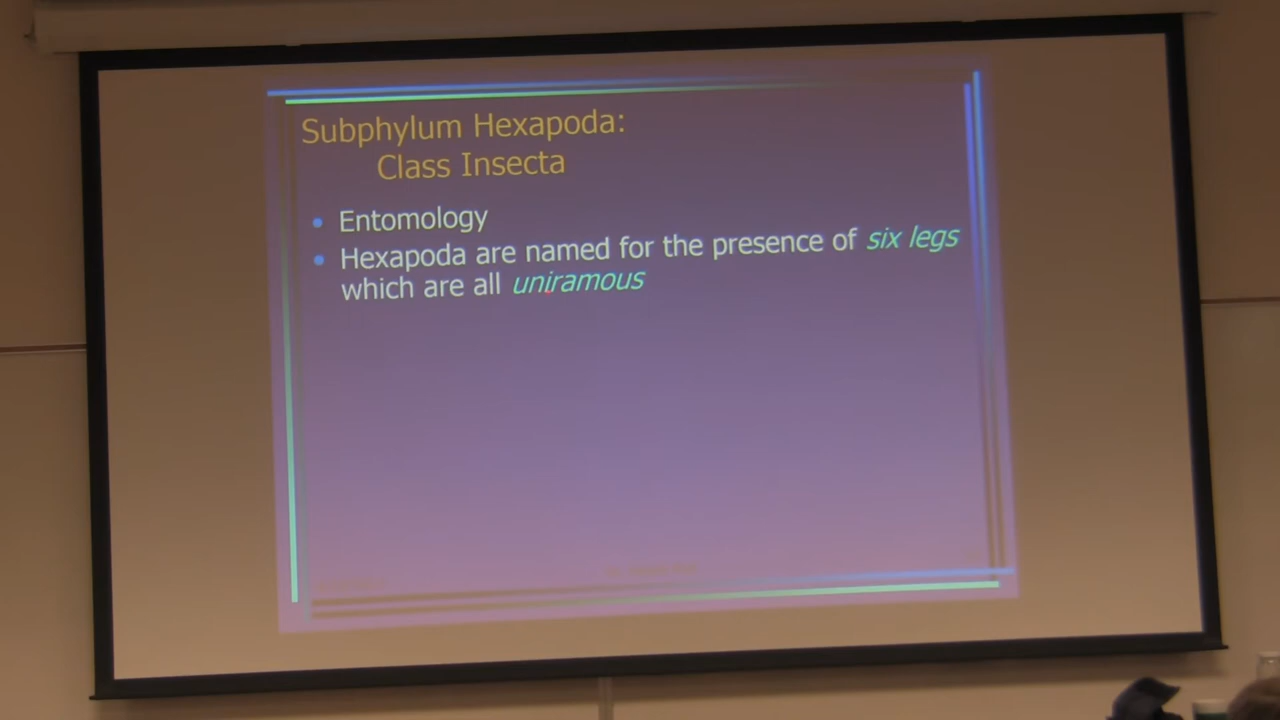 Subphylum Hexapoda:
Class Insecta
• Entomology
• Hexapoda are named for the presence of six legs
which are all uniramous